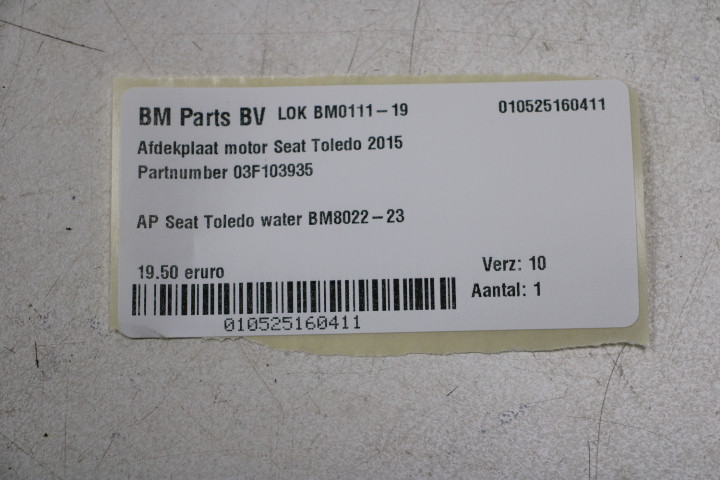 BM Parts BV LOK BM0111-19 010525160411
Afdekplaat motor Seat Toledo 2015
Partnumber 03F103935
AP Seat Toledo water BM8022-23
19.50 eruro Verz: 10
Aantal: 1
010525160411